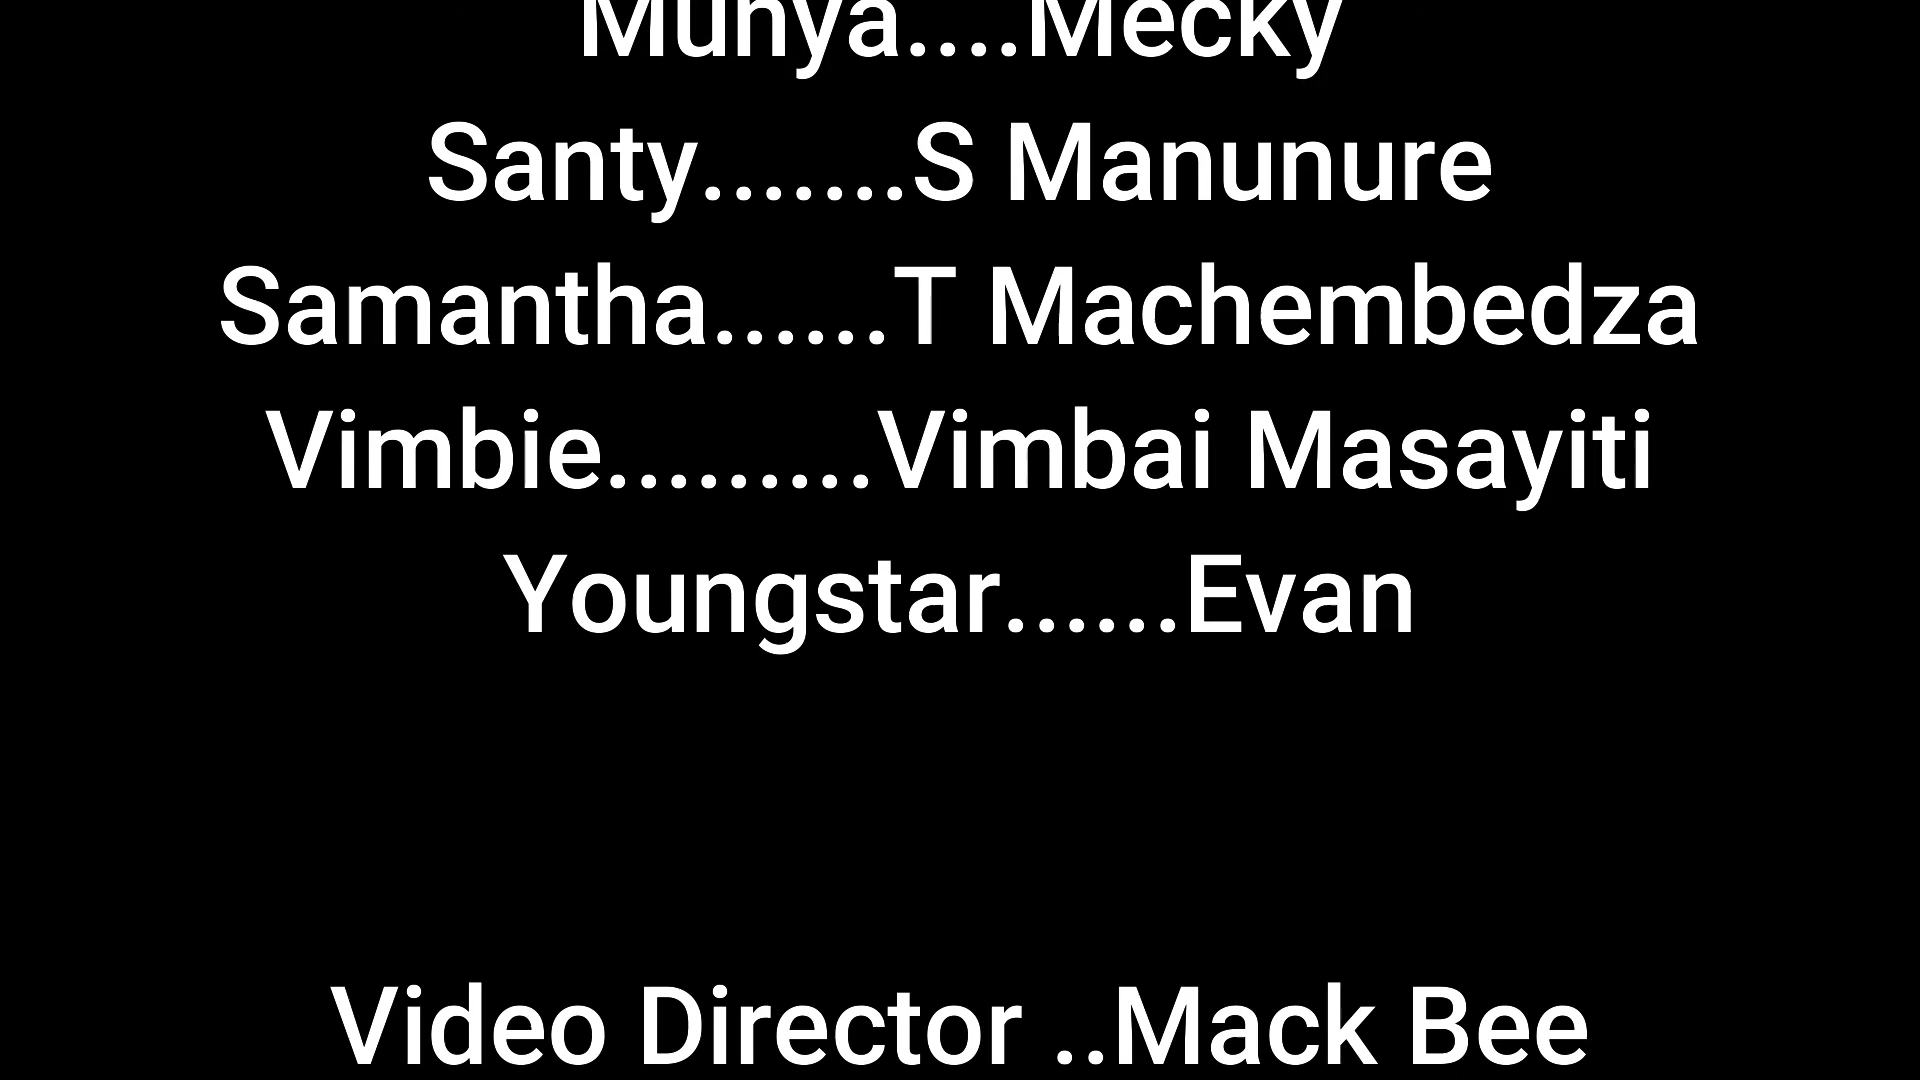 Munya....Mecky
Santy.......S Manunure
Samantha......T Machembedza
Vimbie.........Vimbai Masayiti
Youngstar......Evan
Video Director ..Mack Bee